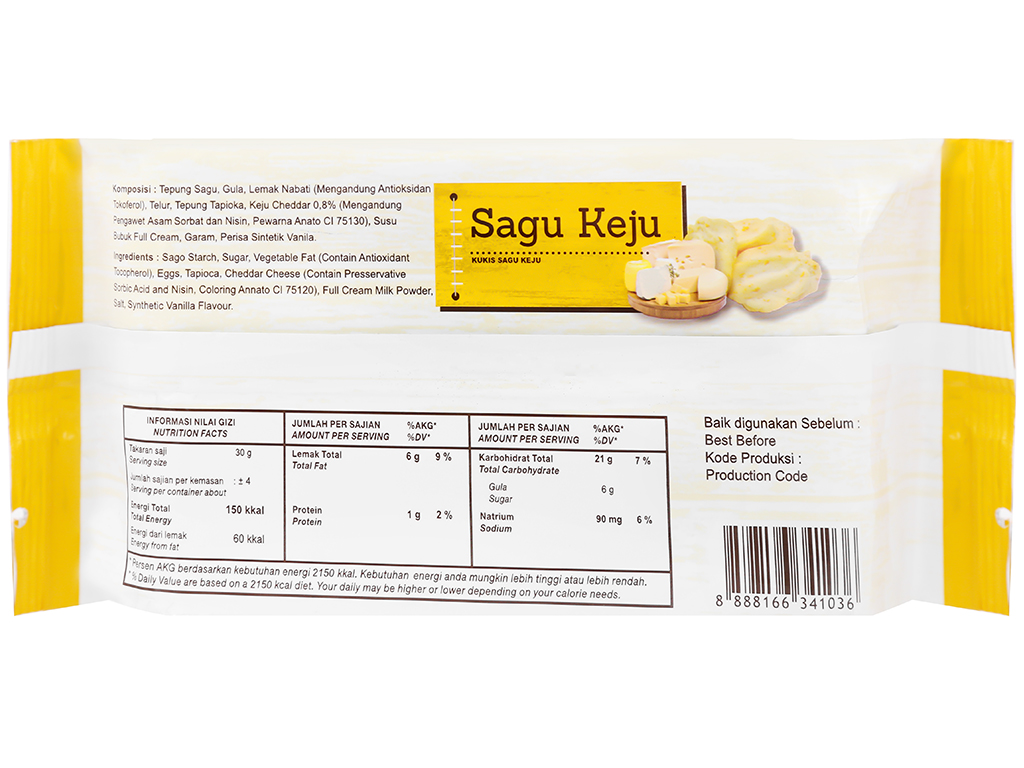 Komposisi : Tepung Sagu, Gula, Lemak Nabati (Mengandung Antioksidan
Tokoferol), Telur, Tepung Tapioka, Keju Cheddar 0,8% (Mengandung
Pengawet Asam Sorbat dan Nisin, Pewarna Anato CI 75130), Susu
Bubuk Full Cream, Garam, Perisa Sintetik Vanila.
Ingredients : Sago Starch, Sugar, Vegetable Fat (Contain Antioxidant
Tocopherol), Eggs, Tapioca, Cheddar Cheese (Contain Presservative
Sorbic Acid and Nisin, Coloring Annato CI 75120), Full Cream Milk Powder,
Salt, Synthetic Vanilla Flavour.
Sagu Keju
KUKIS SAGU KEJU
INFORMASI NILAI GIZI
NUTRITION FACTS
Takaran saji 30 g
Serving size
Jumlah sajian per kemasan : ± 4
Serving per container about
Energi Total 150 kkal
Total Energy
Energi dari lemak 60 kkal
Energy from fat
JUMLAH PER SAJIAN %AKG*
AMOUNT PER SERVING %DV*
Lemak Total 6 g 9 %
Total Fat
Protein 1 g 2 %
Protein
JUMLAH PER SAJIAN %AKG*
AMOUNT PER SERVING %DV*
Karbohidrat Total 21 g 7 %
Total Carbohydrate
Gula 6 g
Sugar
Natrium 90 mg 6 %
Sodium
* Persen AKG berdasarkan kebutuhan energi 2150 kkal. Kebutuhan energi anda mungkin lebih tinggi atau lebih rendah.
* % Daily Value are based on a 2150 kcal diet. Your daily may be higher or lower depending on your calorie needs.
Baik digunakan Sebelum :
Best Before
Kode Produksi :
Production Code
8 888166 341036